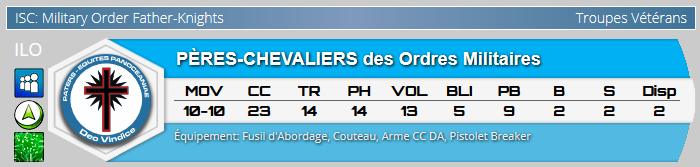 ISC: Military Order Father-Knights
Troupes Vétérans
ILO
PATERS-EQUITES PANOCEANIAE
Deo Vindice
PÈRES-CHEVALIERS des Ordres Militaires
MOV CC TR PH VOL BLI PB B S Disp
10-10 23 14 14 13 5 9 2 2 2
Équipement: Fusil d'Abordage, Couteau, Arme CC DA, Pistolet Breaker